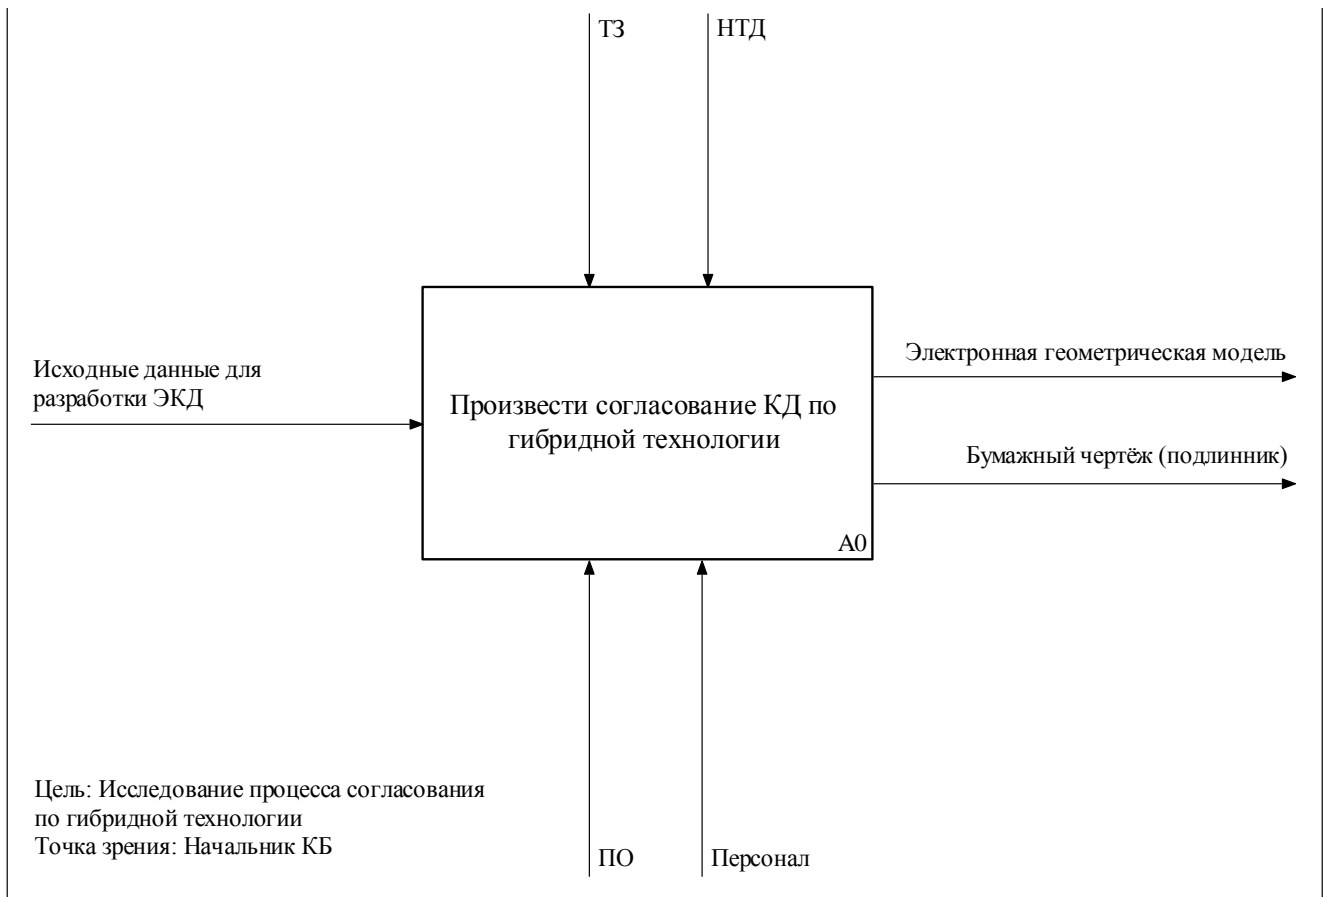 ТЗ
НТД
Электронная геометрическая модель
Исходные данные для
разработки ЭКД
Произвести согласование КД по
гибридной технологии
Бумажный чертёж (подлинник)
A0
Цель: Исследование процесса согласования
по гибридной технологии
Точка зрения: Начальник КБ
ПО
Персонал